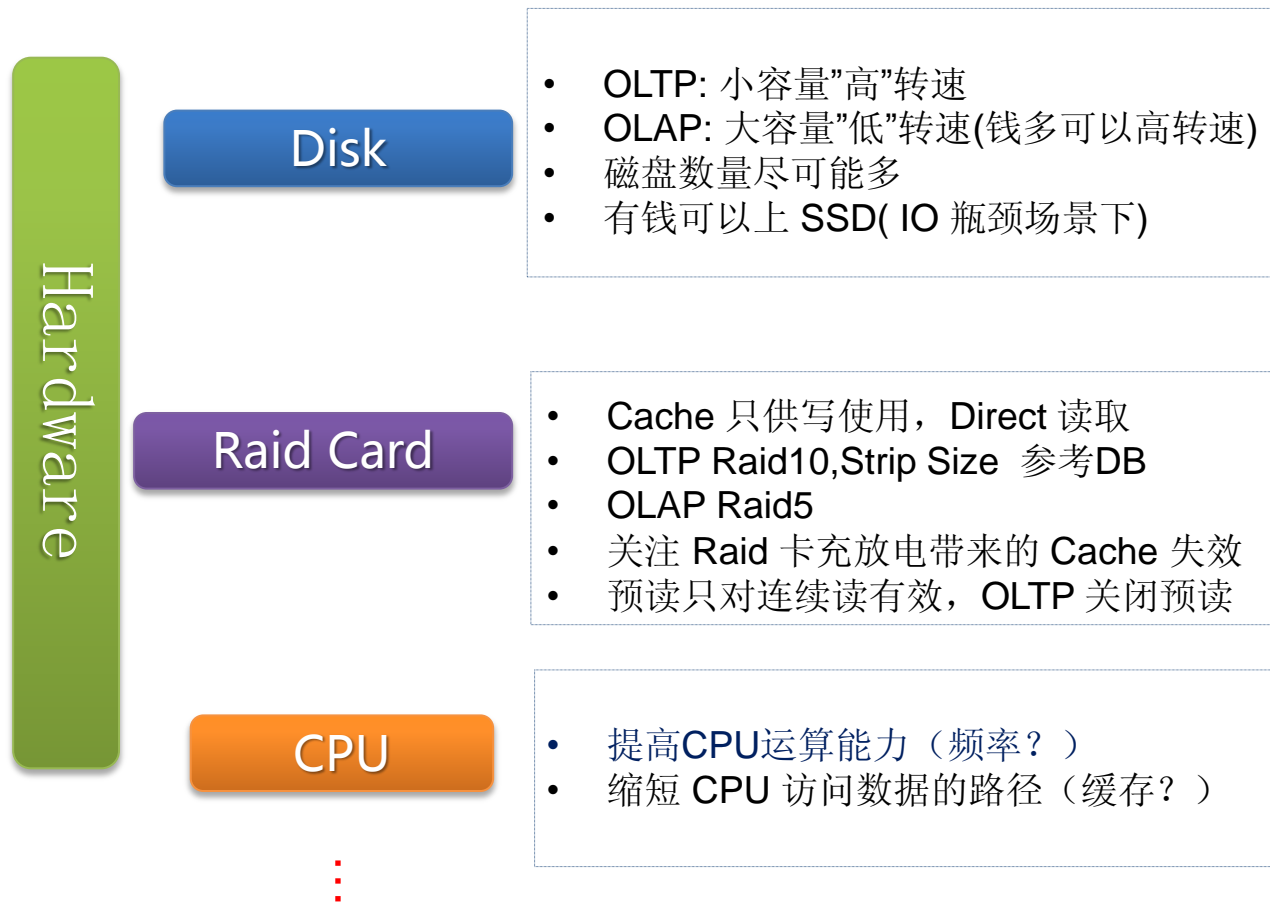 Hardware
Disk
• OLTP: 小容量”高”转速
• OLAP: 大容量”低”转速(钱多可以高转速)
• 磁盘数量尽可能多
• 有钱可以上 SSD( IO 瓶颈场景下)
Raid Card
• Cache 只供写使用，Direct 读取
• OLTP Raid10,Strip Size 参考DB
• OLAP Raid5
• 关注 Raid 卡充放电带来的 Cache 失效
• 预读只对连续读有效，OLTP 关闭预读
CPU
• 提高CPU运算能力（频率？）
• 缩短 CPU 访问数据的路径（缓存？）